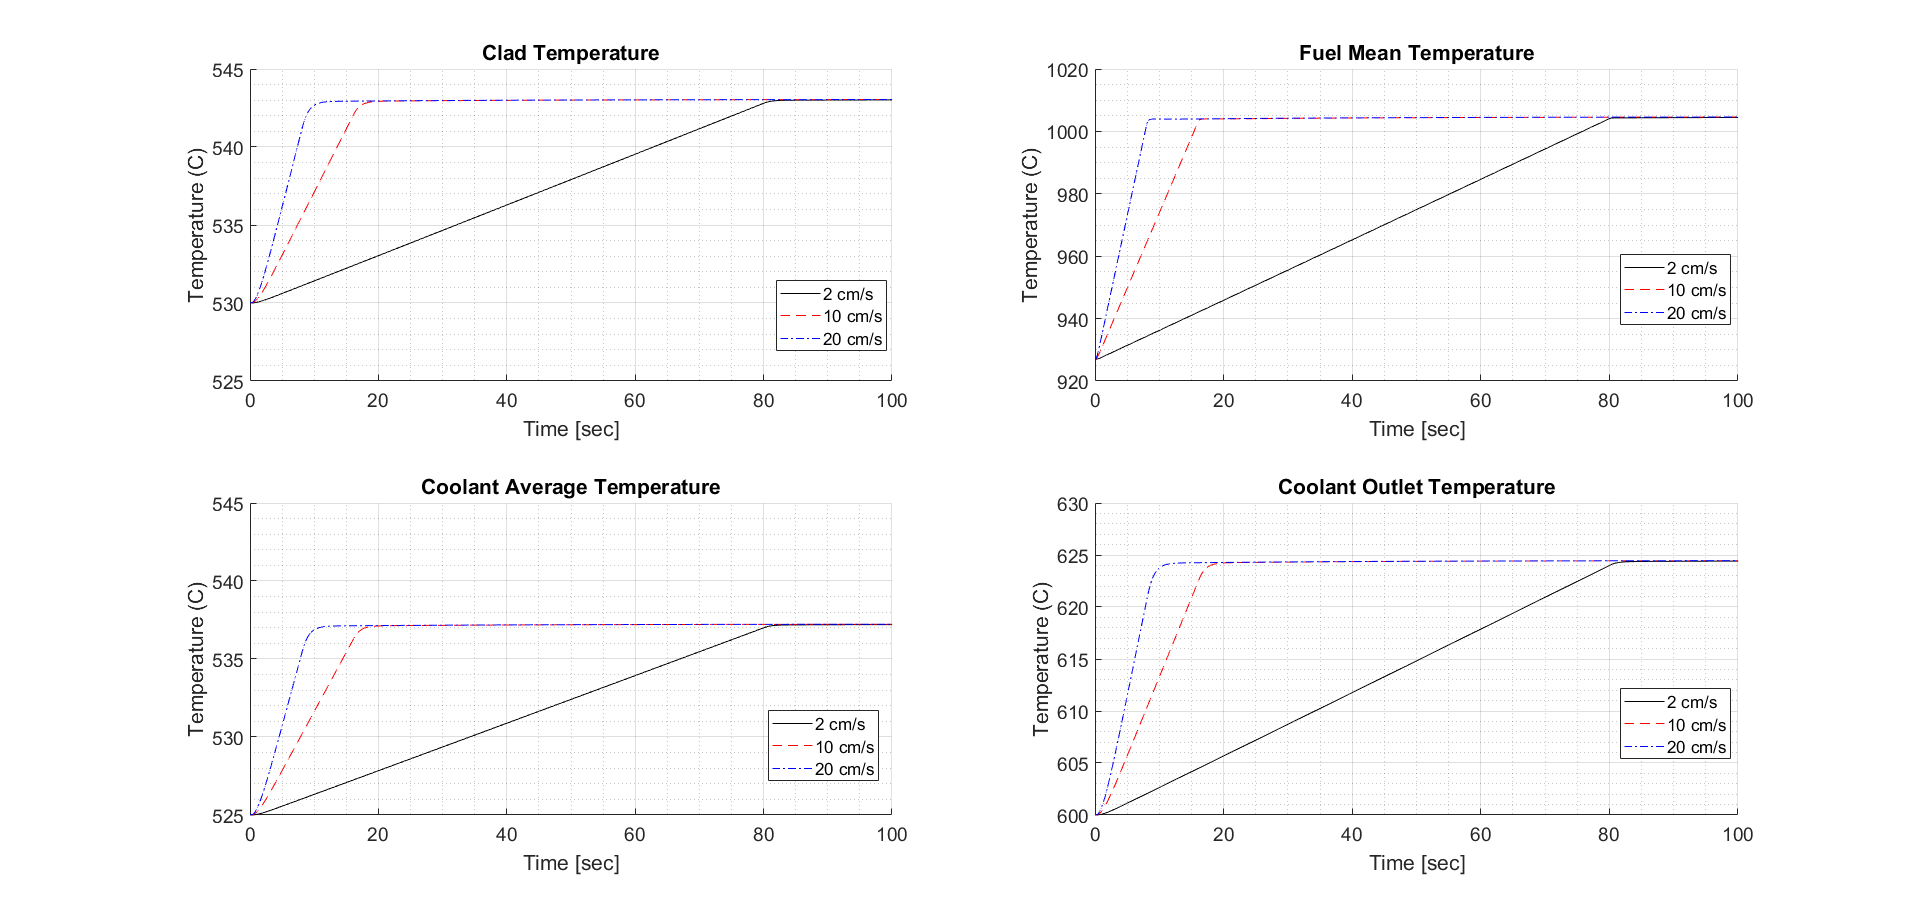 Clad Temperature
545
540
535
530
525
Temperature (C)
0 20 40 60 80 100
Time [sec]
2 cm/s
10 cm/s
20 cm/s
Fuel Mean Temperature
1020
1000
980
960
940
920
Temperature (C)
0 20 40 60 80 100
Time [sec]
2 cm/s
10 cm/s
20 cm/s
Coolant Average Temperature
545
540
535
530
525
Temperature (C)
0 20 40 60 80 100
Time [sec]
2 cm/s
10 cm/s
20 cm/s
Coolant Outlet Temperature
630
625
620
615
610
605
600
Temperature (C)
0 20 40 60 80 100
Time [sec]
2 cm/s
10 cm/s
20 cm/s